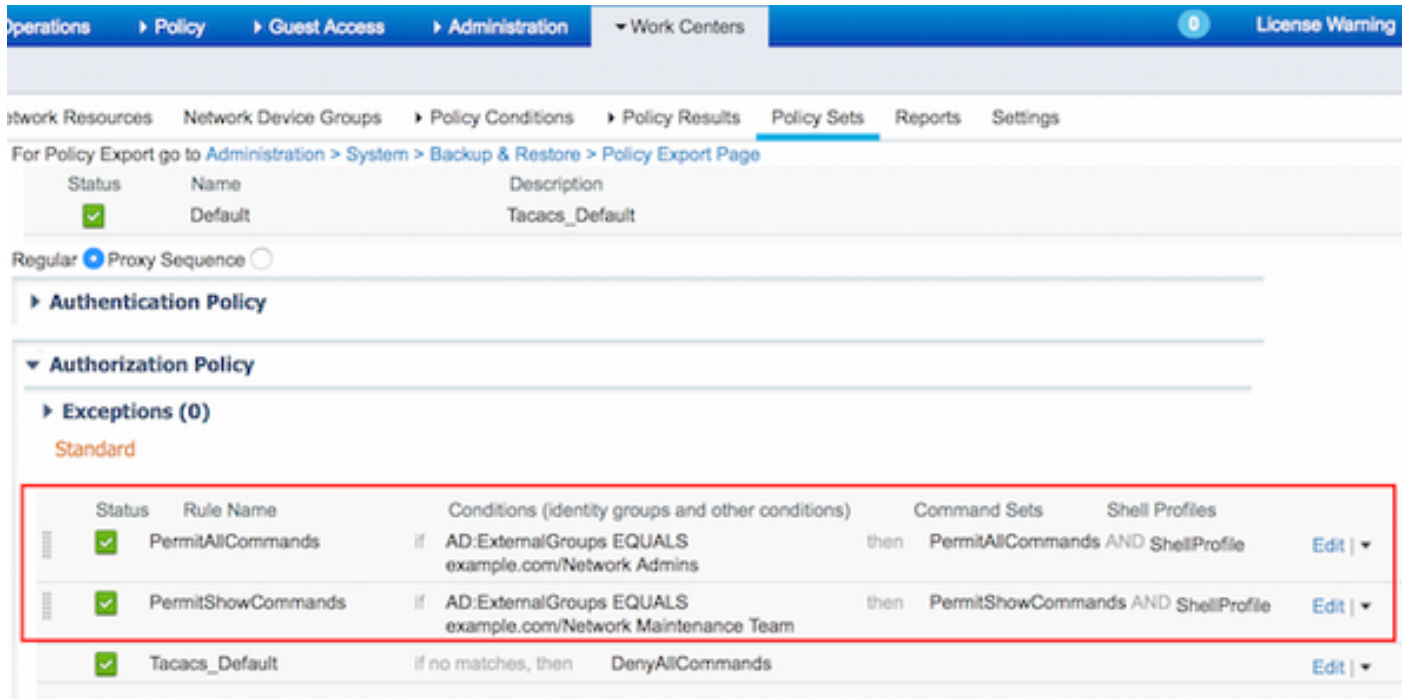 Operations Policy Guest Access Administration Work Centers 0 License Warning
etwork Resources Network Device Groups Policy Conditions Policy Results Policy Sets Reports Settings
For Policy Export go to Administration > System > Backup & Restore > Policy Export Page
Status Name Description
Default Tacacs_Default
Regular Proxy Sequence
Authentication Policy
Authorization Policy
Exceptions (0)
Standard
Status Rule Name Conditions (identity groups and other conditions) Command Sets Shell Profiles
PermitAllCommands if AD:ExternalGroups EQUALS then PermitAllCommands AND ShellProfile Edit |
example.com/Network Admins
PermitShowCommands if AD:ExternalGroups EQUALS then PermitShowCommands AND ShellProfile Edit |
example.com/Network Maintenance Team
Tacacs_Default if no matches, then DenyAllCommands Edit |